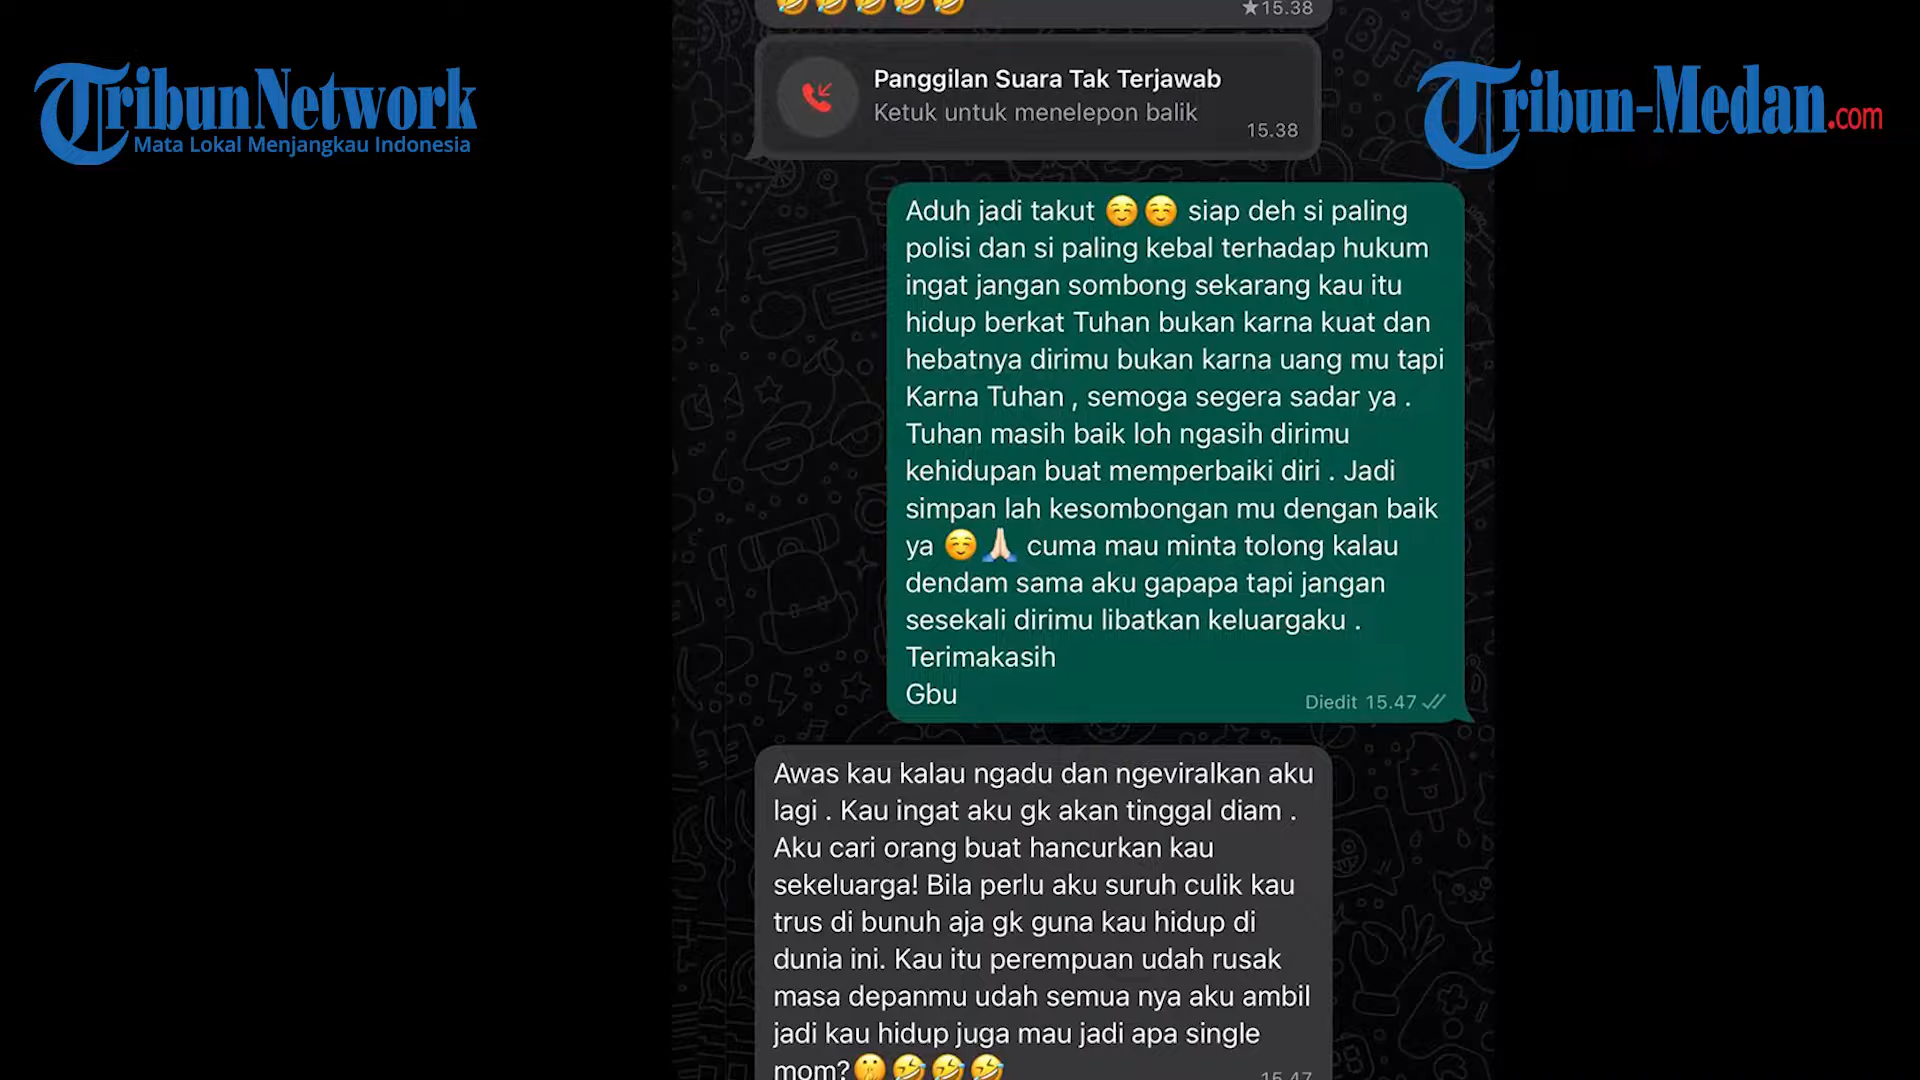 🤣🤣🤣🤣🤣
★15.38
TribunNetwork
Mata Lokal Menjangkau Indonesia
Tribun-Medan.com
Panggilan Suara Tak Terjawab
Ketuk untuk menelepon balik
15.38
Aduh jadi takut ☺️☺️ siap deh si paling
polisi dan si paling kebal terhadap hukum
ingat jangan sombong sekarang kau itu
hidup berkat Tuhan bukan karna kuat dan
hebatnya dirimu bukan karna uang mu tapi
Karna Tuhan , semoga segera sadar ya .
Tuhan masih baik loh ngasih dirimu
kehidupan buat memperbaiki diri . Jadi
simpan lah kesombongan mu dengan baik
ya ☺️🙏🏻 cuma mau minta tolong kalau
dendam sama aku gapapa tapi jangan
sesekali dirimu libatkan keluargaku .
Terimakasih
Gbu
Diedit 15.47
Awas kau kalau ngadu dan ngeviralkan aku
lagi . Kau ingat aku gk akan tinggal diam .
Aku cari orang buat hancurkan kau
sekeluarga! Bila perlu aku suruh culik kau
trus di bunuh aja gk guna kau hidup di
dunia ini. Kau itu perempuan udah rusak
masa depanmu udah semua nya aku ambil
jadi kau hidup juga mau jadi apa single
mom?🤫🤣🤣🤣
15.47